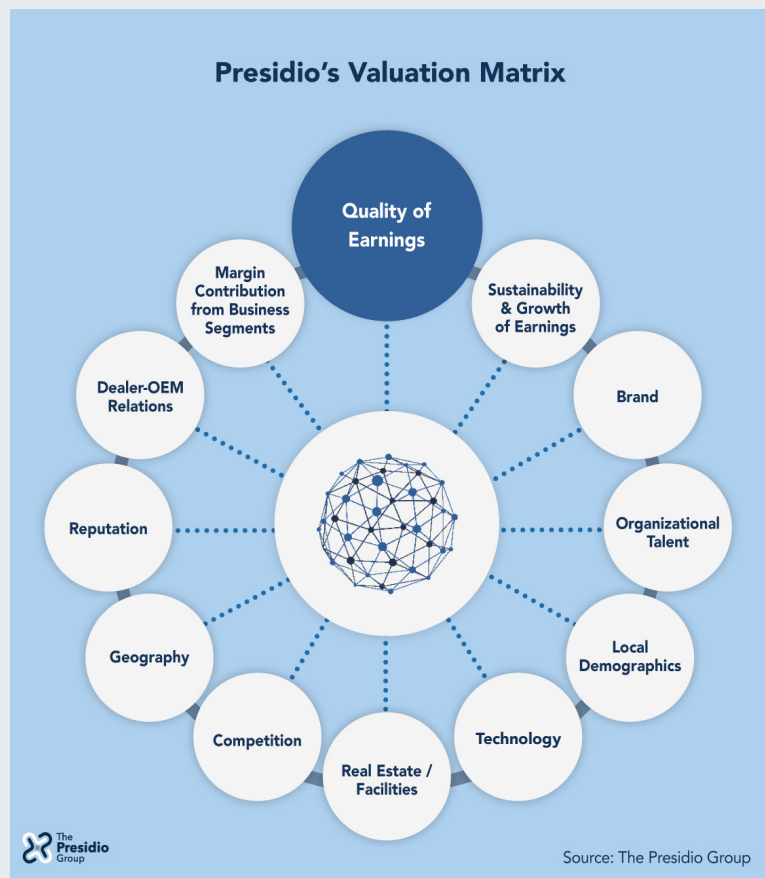 Presidio's Valuation Matrix
Quality of
Earnings
Sustainability
& Growth
of Earnings
Brand
Organizational
Talent
Local
Demographics
Technology
Real Estate /
Facilities
Competition
Geography
Reputation
Dealer-OEM
Relations
Margin
Contribution
from Business
Segments
The
Presidio
Group
Source: The Presidio Group